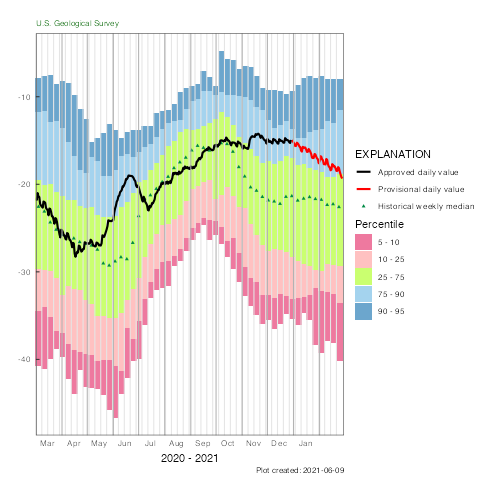 U.S. Geological Survey
-10
-20
-30
-40
Mar Apr May Jun Jul Aug Sep Oct Nov Dec Jan
2020 - 2021
Plot created: 2021-06-09
EXPLANATION
Approved daily value
Provisional daily value
Historical weekly median
Percentile
5 - 10
10 - 25
25 - 75
75 - 90
90 - 95